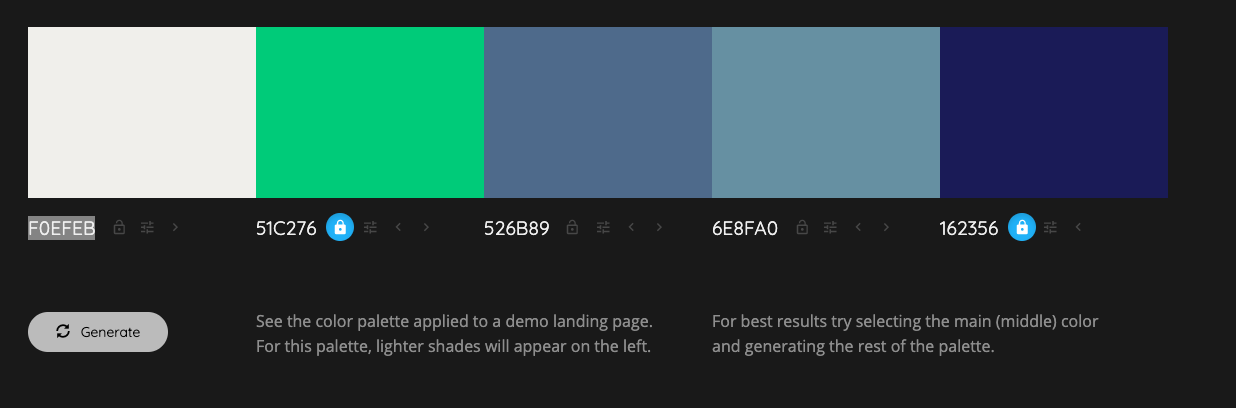 F0EFEB 51C276 526B89 6E8FA0 162356
Generate
See the color palette applied to a demo landing page.
For this palette, lighter shades will appear on the left.
For best results try selecting the main (middle) color
and generating the rest of the palette.